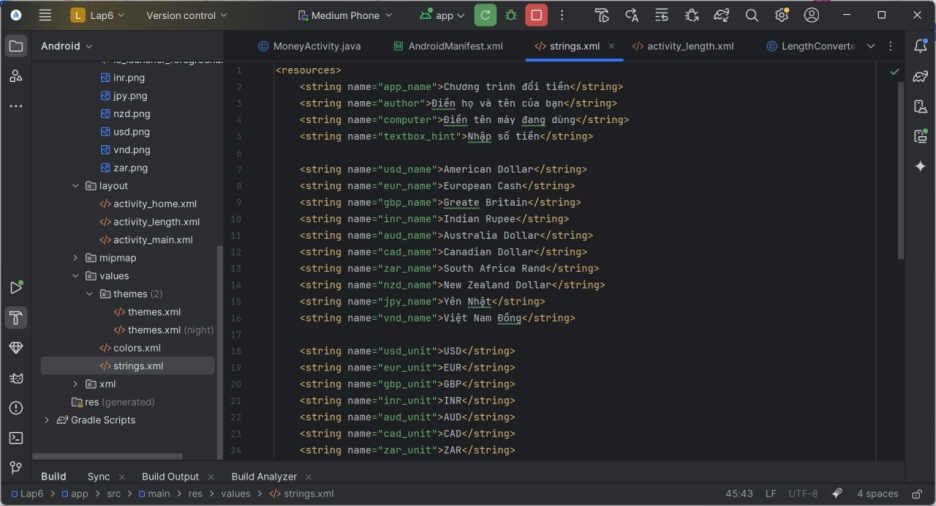 L Lap6 Version control Medium Phone app
Android
MoneyActivity.java AndroidManifest.xml strings.xml activity_length.xml LengthConverte
inr.png
jpy.png
nzd.png
usd.png
vnd.png
zar.png
layout
activity_home.xml
activity_length.xml
activity_main.xml
mipmap
values
themes (2)
themes.xml
themes.xml (night)
colors.xml
strings.xml
xml
res (generated)
Gradle Scripts
1 <resources>
2 <string name="app_name">Chương trình đổi tiền</string>
3 <string name="author">Điền họ và tên của bạn</string>
4 <string name="computer">Điền tên máy đang dùng</string>
5 <string name="textbox_hint">Nhập số tiền</string>
6
7 <string name="usd_name">American Dollar</string>
8 <string name="eur_name">European Cash</string>
9 <string name="gbp_name">Greate Britain</string>
10 <string name="inr_name">Indian Rupee</string>
11 <string name="aud_name">Australia Dollar</string>
12 <string name="cad_name">Canadian Dollar</string>
13 <string name="zar_name">South Africa Rand</string>
14 <string name="nzd_name">New Zealand Dollar</string>
15 <string name="jpy_name">Yên Nhật</string>
16 <string name="vnd_name">Việt Nam Đồng</string>
17
18 <string name="usd_unit">USD</string>
19 <string name="eur_unit">EUR</string>
20 <string name="gbp_unit">GBP</string>
21 <string name="inr_unit">INR</string>
22 <string name="aud_unit">AUD</string>
23 <string name="cad_unit">CAD</string>
24 <string name="zar_unit">ZAR</string>
Build Sync Build Output Build Analyzer
Lap6 > app > src > main > res > values > strings.xml 45:43 LF UTF-8 4 spaces